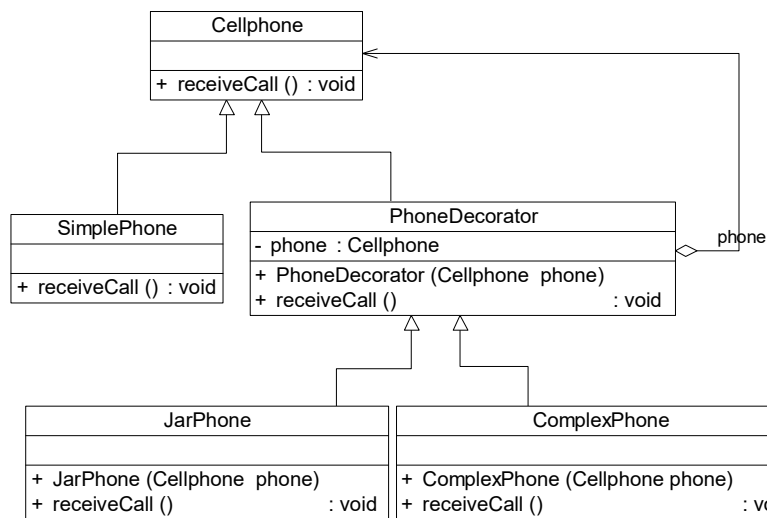 Cellphone
+ receiveCall () : void
SimplePhone
+ receiveCall () : void
PhoneDecorator
- phone : Cellphone
+ PhoneDecorator (Cellphone phone)
+ receiveCall () : void
phone
JarPhone
+ JarPhone (Cellphone phone)
+ receiveCall () : void
ComplexPhone
+ ComplexPhone (Cellphone phone)
+ receiveCall ()